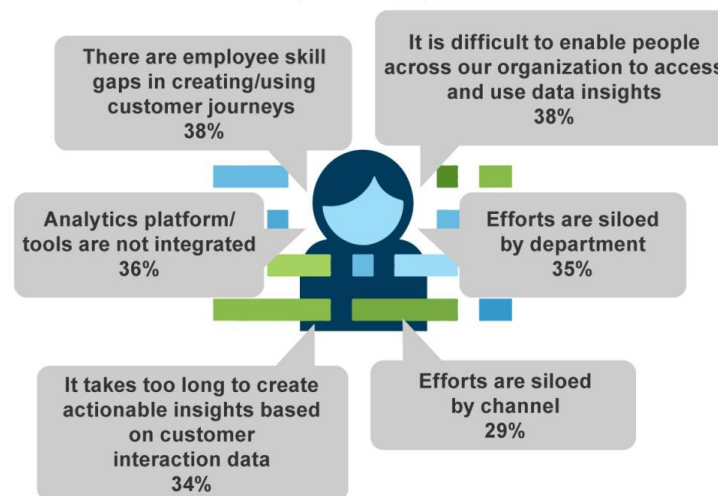 There are employee skill
gaps in creating/using
customer journeys
38%
It is difficult to enable people
across our organization to access
and use data insights
38%
Analytics platform/
tools are not integrated
36%
Efforts are siloed
by department
35%
It takes too long to create
actionable insights based
on customer
interaction data
34%
Efforts are siloed
by channel
29%